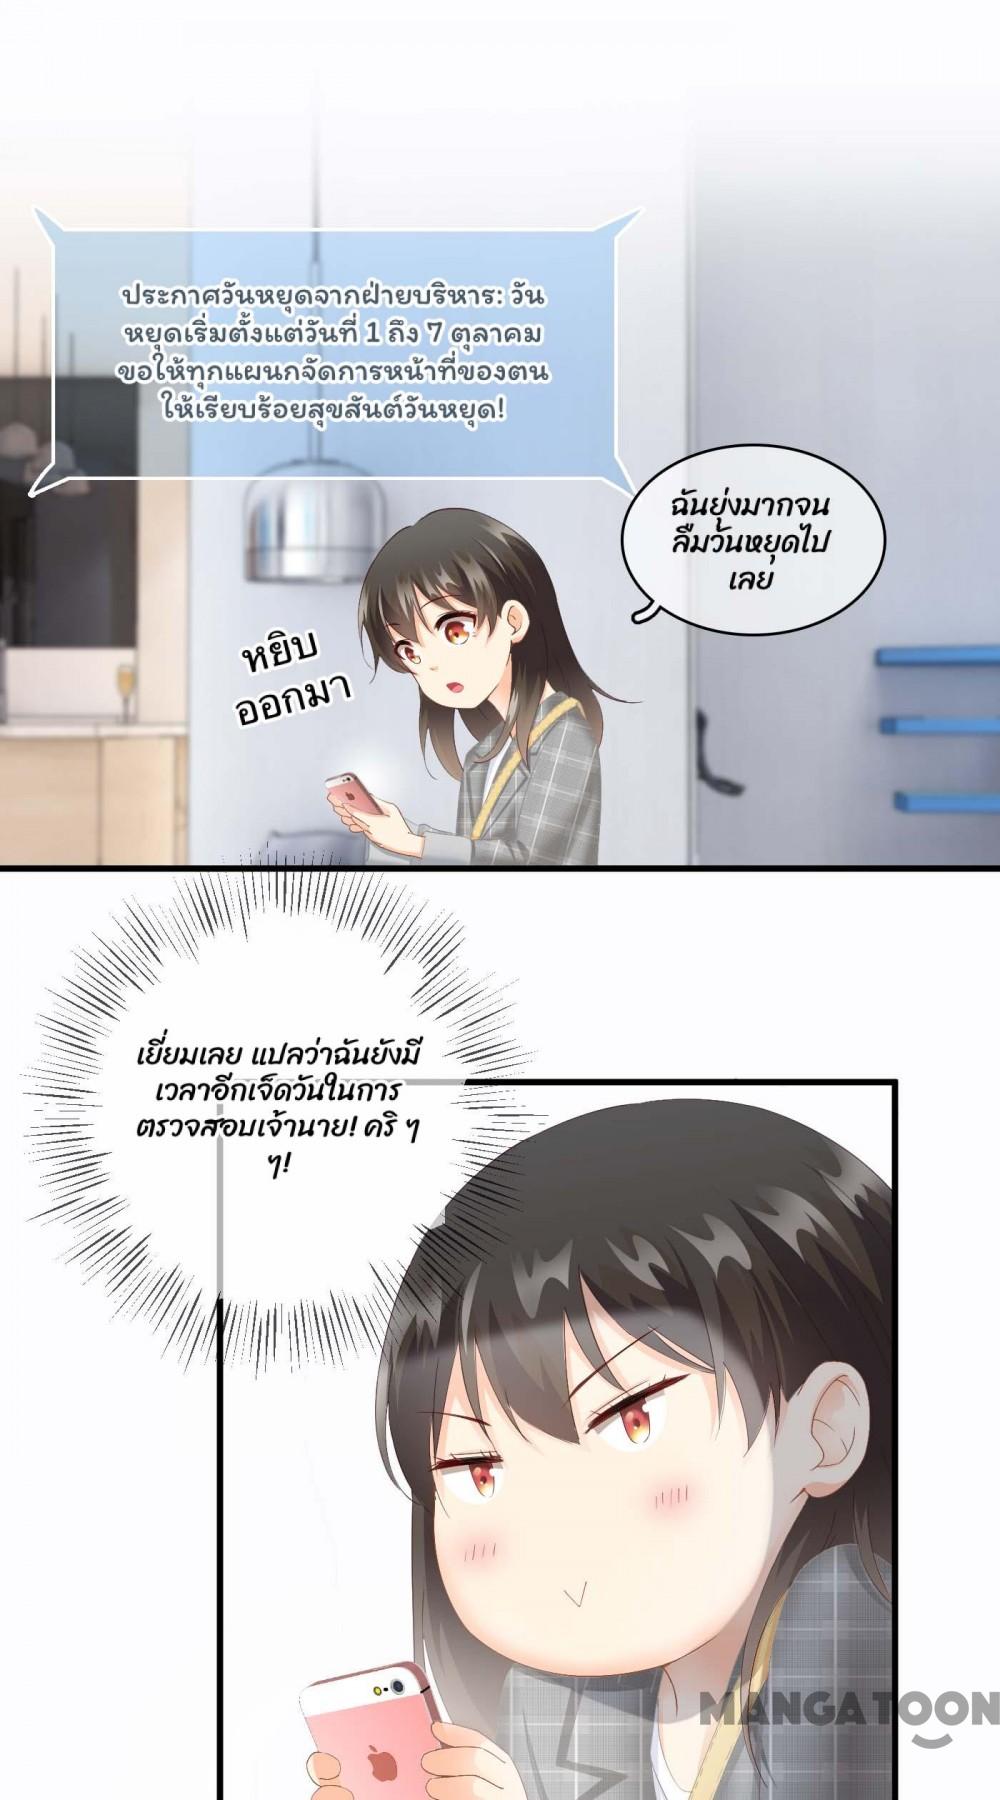 ประกาศวันหยุดจากฝ่ายบริหาร: วัน
หยุดเริ่มตั้งแต่วันที่ 1 ถึง 7 ตุลาคม
ขอให้ทุกแผนกจัดการหน้าที่ของตน
ให้เรียบร้อยสุขสันต์วันหยุด!
ฉันยุ่งมากจน
ลืมวันหยุดไป
เลย
หยิบ
ออกมา
เยี่ยมเลย แปลว่าฉันยังมี
เวลาอีกเจ็ดวันในการ
ตรวจสอบเจ้านาย! คริ ๆ
ๆ!
MANGATOON